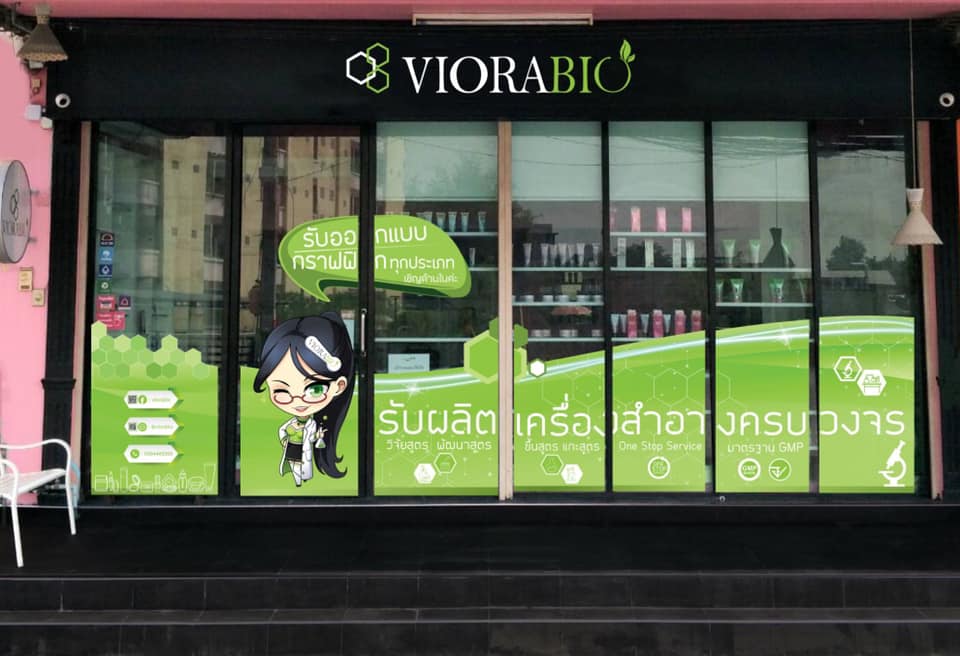 VIORABIO
รับออกแบบ
กราฟฟิกทุกประเภท
เชิญด้านในค่ะ
VIORA
รับผลิตเครื่องสำอางครบวงจร
วิจัยสูตร พัฒนาสูตร ขึ้นสูตร แกะสูตร One Stop Service มาตรฐาน GMP
GMP